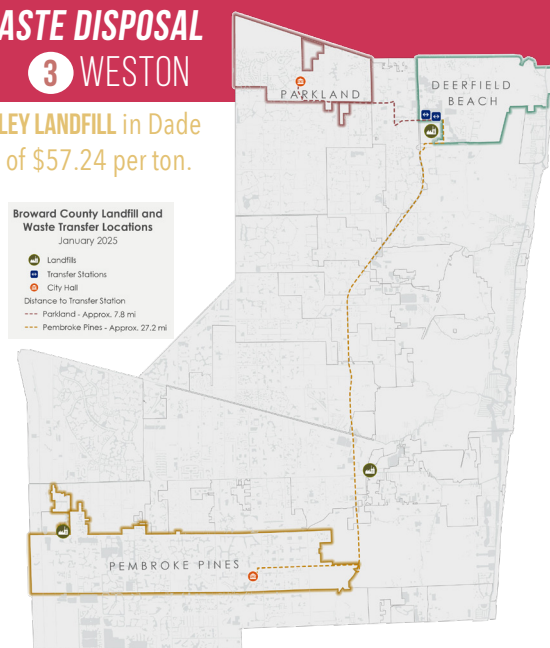 ASTE DISPOSAL
3 WESTON
LEY LANDFILL in Dade
of $57.24 per ton.
PARKLAND
DEERFIELD
BEACH
Broward County Landfill and
Waste Transfer Locations
January 2025
Landfills
Transfer Stations
City Hall
Distance to Transfer Station
Parkland - Approx. 7.8 mi
Pembroke Pines - Approx. 27.2 mi
PEMBROKE PINES